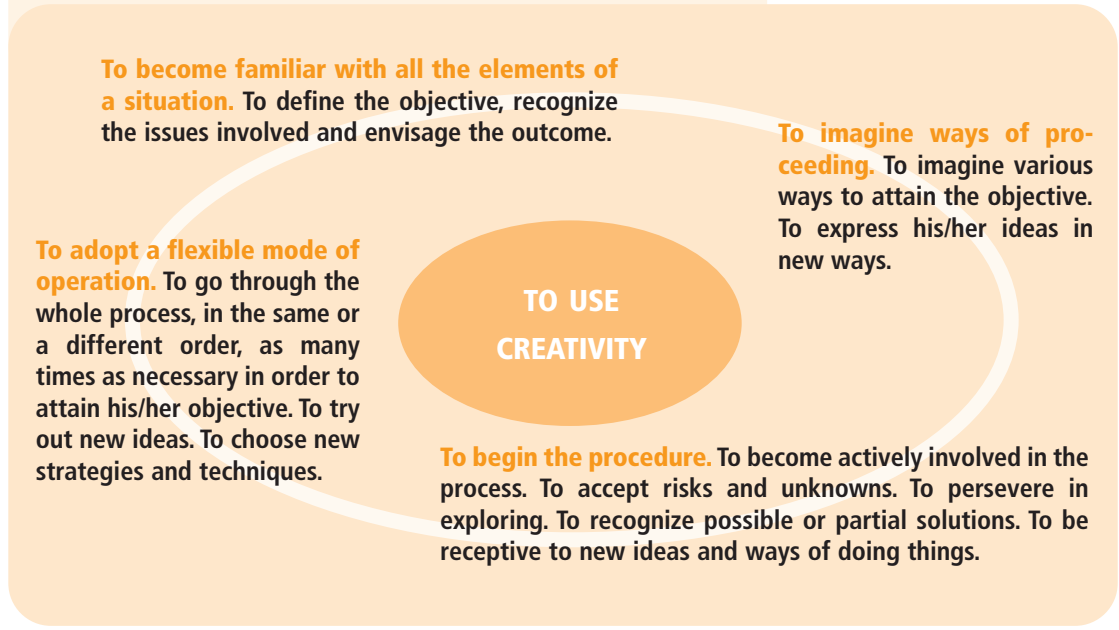 To become familiar with all the elements of
a situation. To define the objective, recognize
the issues involved and envisage the outcome.
To imagine ways of pro-
ceeding. To imagine various
ways to attain the objective.
To express his/her ideas in
new ways.
To adopt a flexible mode of
operation. To go through the
whole process, in the same or
a different order, as many
times as necessary in order to
attain his/her objective. To try
out new ideas. To choose new
strategies and techniques.
TO USE
CREATIVITY
To begin the procedure. To become actively involved in the
process. To accept risks and unknowns. To persevere in
exploring. To recognize possible or partial solutions. To be
receptive to new ideas and ways of doing things.